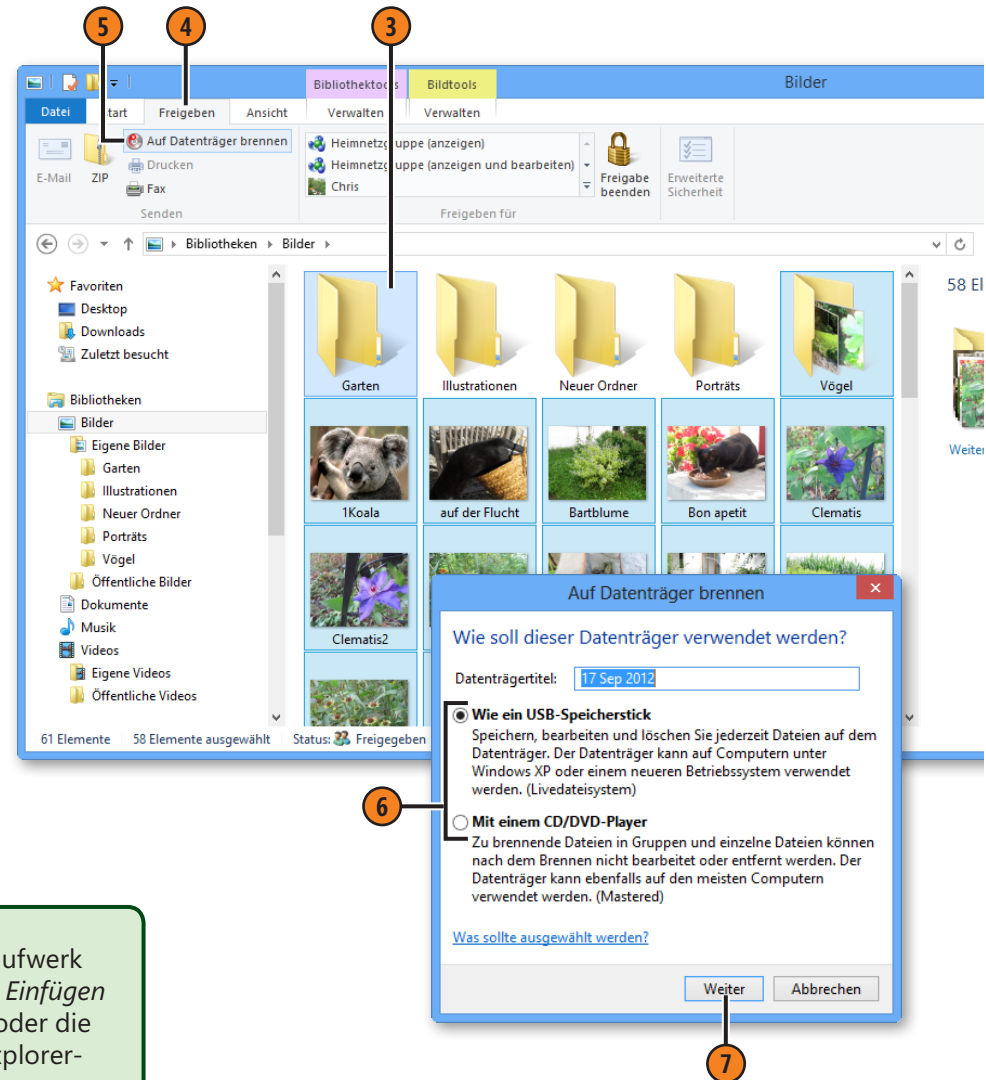 5 4 3
Bibliothektools Bildtools Bilder
Datei Start Freigeben Ansicht Verwalten Verwalten
Auf Datenträger brennen
Drucken
Fax
E-Mail ZIP
Senden
Heimnetzgruppe (anzeigen)
Heimnetzgruppe (anzeigen und bearbeiten)
Chris
Freigabe
beenden
Erweiterte
Sicherheit
Freigeben für
Bibliotheken Bilder
Favoriten
Desktop
Downloads
Zuletzt besucht
Bibliotheken
Bilder
Eigene Bilder
Garten
Illustrationen
Neuer Ordner
Porträts
Vögel
Öffentliche Bilder
Dokumente
Musik
Videos
Eigene Videos
Öffentliche Videos
Garten Illustrationen Neuer Ordner Porträts Vögel
1Koala auf der Flucht Bartblume Bon apetit Clematis
Clematis2
58 El
Weiter
61 Elemente 58 Elemente ausgewählt Status: Freigegeben
Auf Datenträger brennen
Wie soll dieser Datenträger verwendet werden?
Datenträgertitel: 17 Sep 2012
Wie ein USB-Speicherstick
Speichern, bearbeiten und löschen Sie jederzeit Dateien auf dem
Datenträger. Der Datenträger kann auf Computern unter
Windows XP oder einem neueren Betriebssystem verwendet
werden. (Livedateisystem)
6
Mit einem CD/DVD-Player
Zu brennende Dateien in Gruppen und einzelne Dateien können
nach dem Brennen nicht bearbeitet oder entfernt werden. Der
Datenträger kann ebenfalls auf den meisten Computern
verwendet werden. (Mastered)
Was sollte ausgewählt werden?
Weiter Abbrechen
7
ufwerk
Einfügen
oder die
xplorer-